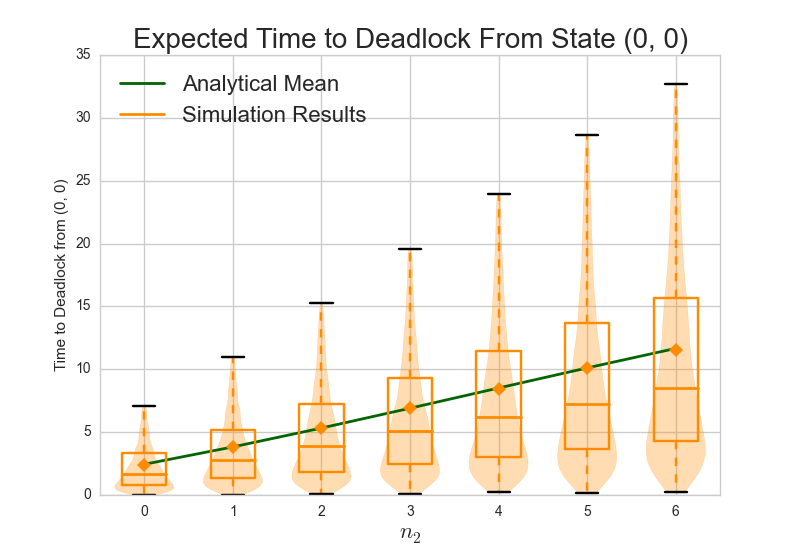 Expected Time to Deadlock From State (0, 0)
Analytical Mean
Simulation Results
Time to Deadlock from (0, 0)
35
30
25
20
15
10
5
0
0 1 2 3 4 5 6
n₂